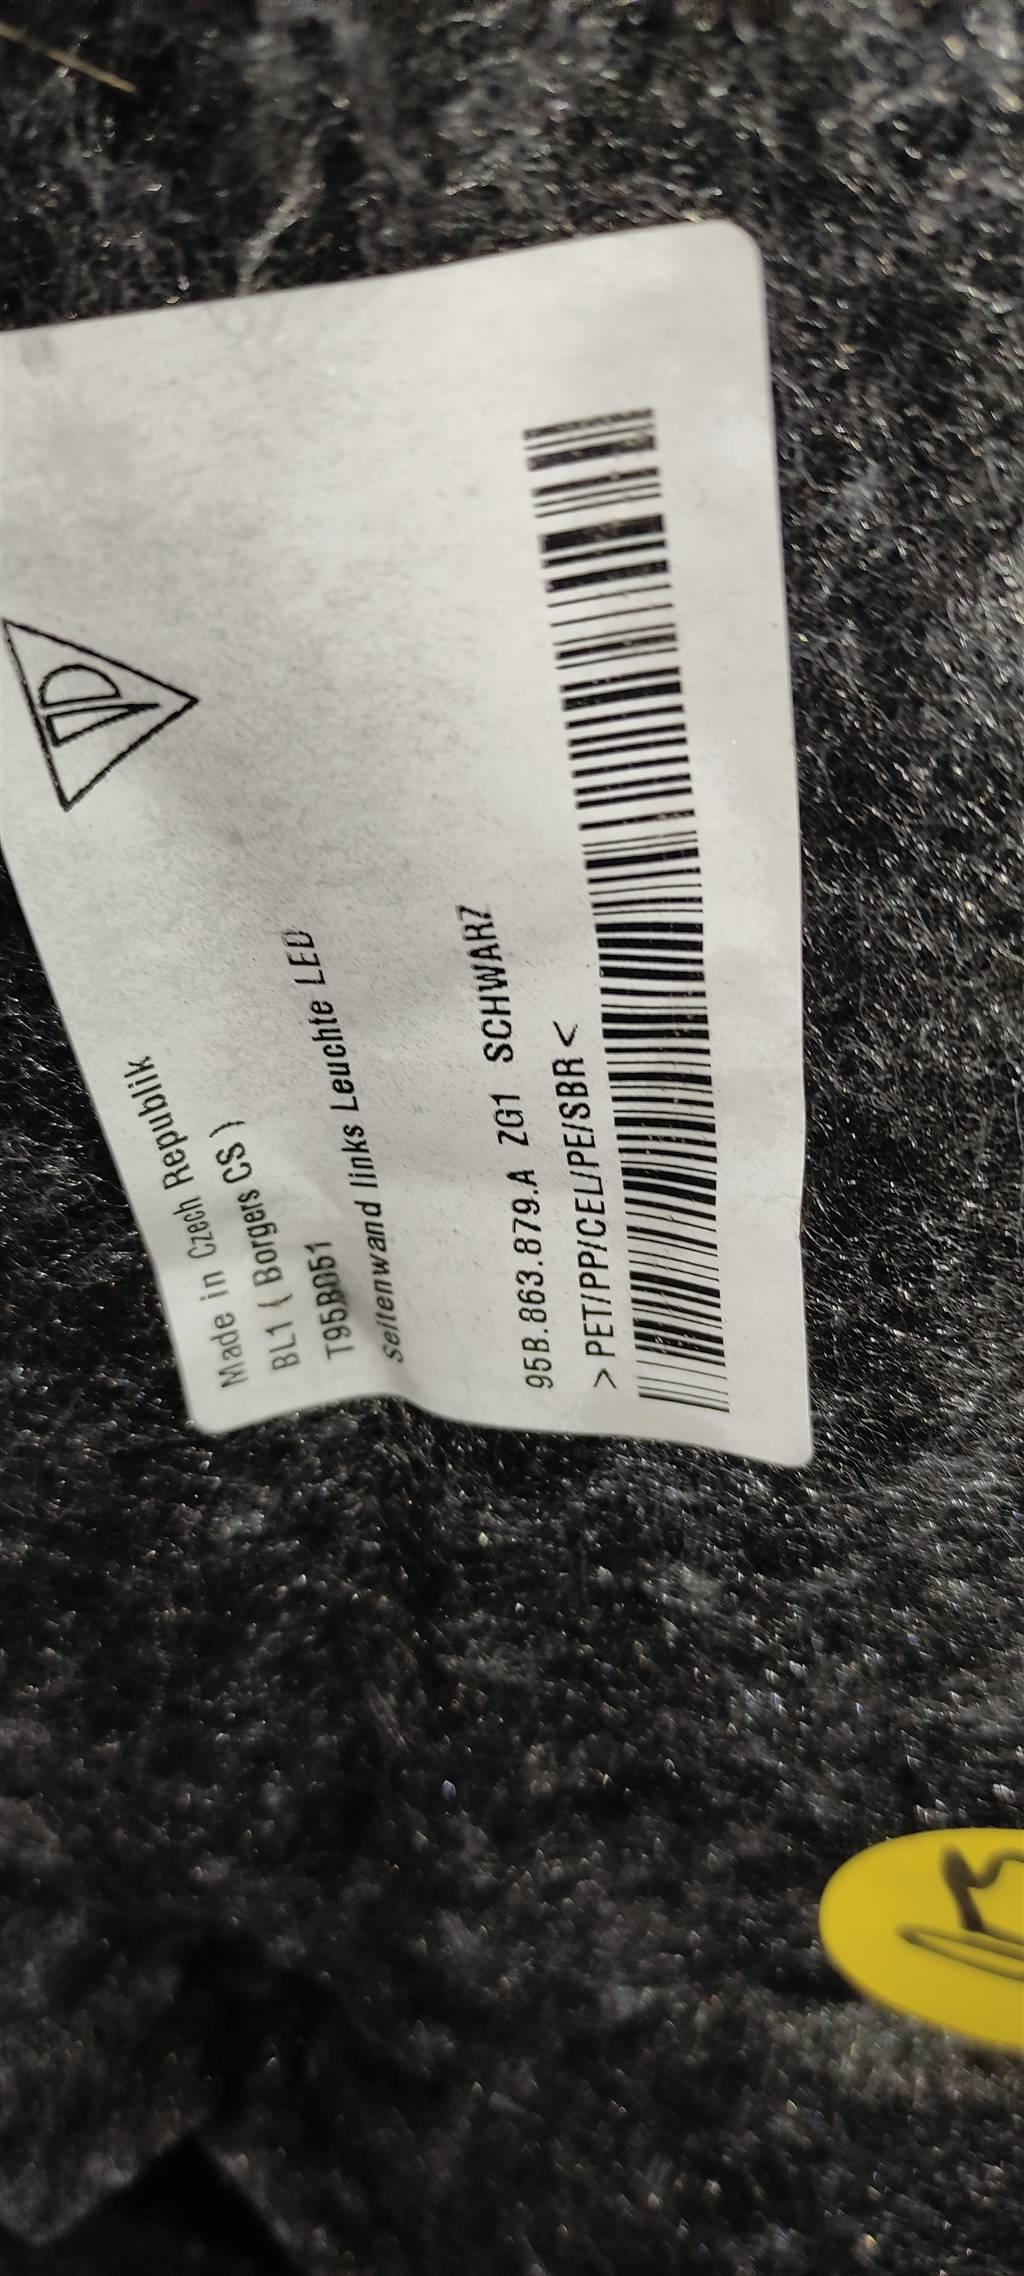 Made in Czech Republik
BL1 ( Borgers CS )
T95B051
Seitenwand links Leuchte LED
95B.863.879.A ZG1 SCHWARZ
>PET/PP/CEL/PE/SBR<